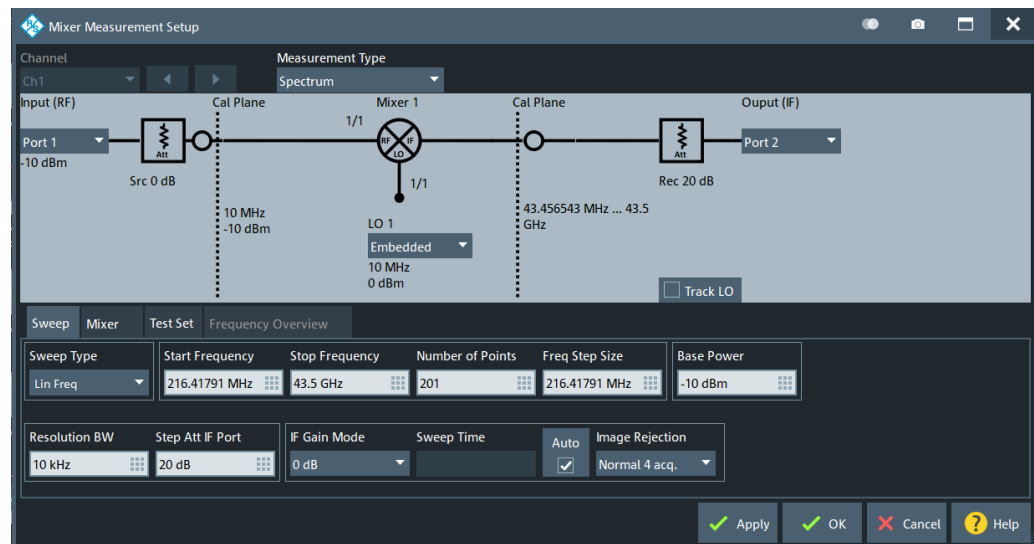 Mixer Measurement Setup
Channel
Measurement Type
Ch1
Spectrum
Input (RF)
Cal Plane
Mixer 1
Cal Plane
Ouput (IF)
1/1
Port 1
Att
RF IF
LO
Att
Port 2
-10 dBm
Src 0 dB
1/1
Rec 20 dB
10 MHz
-10 dBm
43.456543 MHz ... 43.5
GHz
LO 1
Embedded
10 MHz
0 dBm
Track LO
Sweep Mixer Test Set Frequency Overview
Sweep Type
Start Frequency
Stop Frequency
Number of Points
Freq Step Size
Base Power
Lin Freq
216.41791 MHz
43.5 GHz
201
216.41791 MHz
-10 dBm
Resolution BW
Step Att IF Port
IF Gain Mode
Sweep Time
Auto
Image Rejection
10 kHz
20 dB
0 dB
Normal 4 acq.
Apply
OK
Cancel
? Help